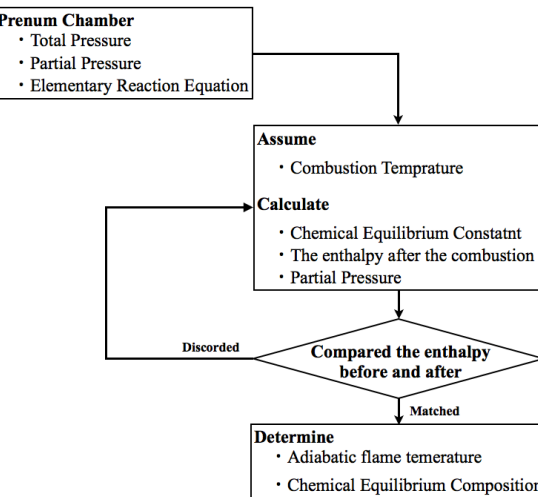 Prenum Chamber
・Total Pressure
・Partial Pressure
・Elementary Reaction Equation
Assume
・Combustion Temprature
Calculate
・Chemical Equilibrium Constatnt
・The enthalpy after the combustion
・Partial Pressure
Discorded
Compared the enthalpy
before and after
Matched
Determine
・Adiabatic flame temerature
・Chemical Equilibrium Composition